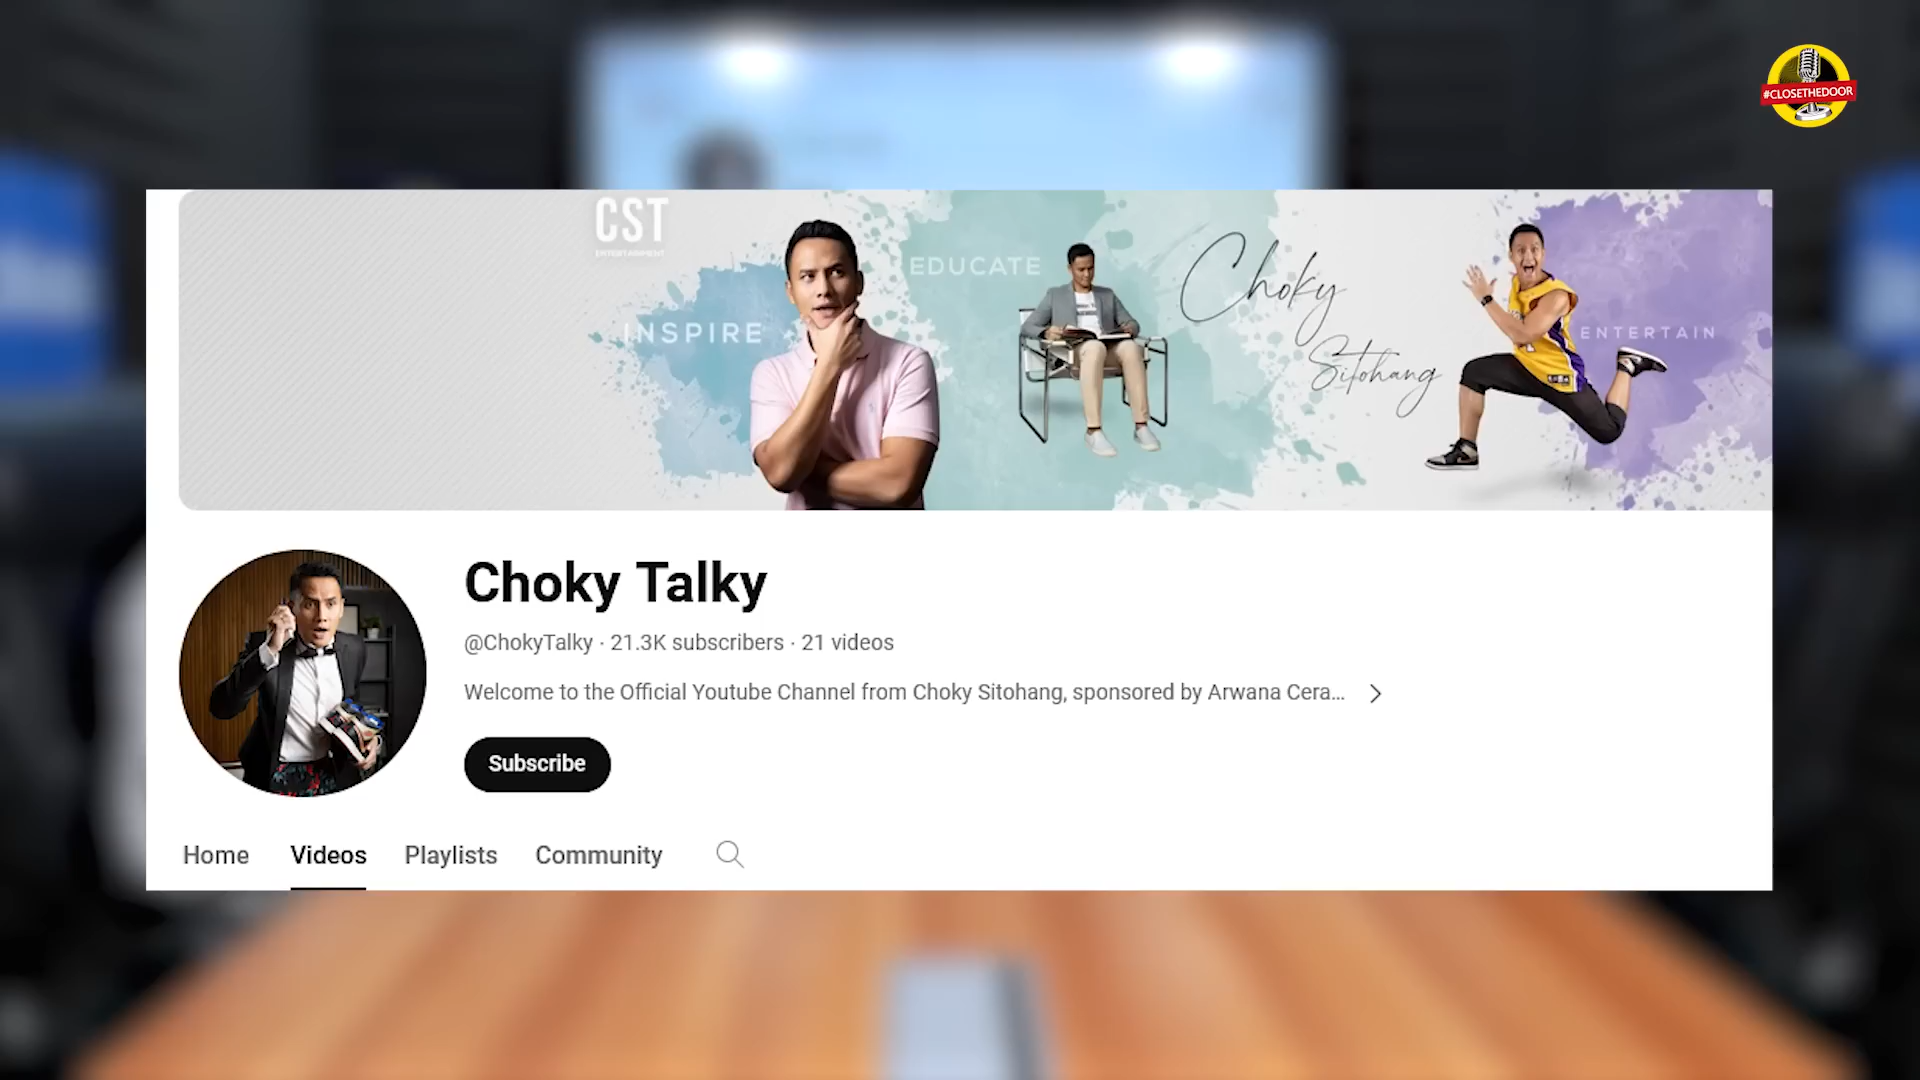 #CLOSETHEDOOR
CST
ENTERTAINMENT
EDUCATE
Choky
Sitohang
INSPIRE
ENTERTAIN
Choky Talky
@ChokyTalky · 21.3K subscribers · 21 videos
Welcome to the Official Youtube Channel from Choky Sitohang, sponsored by Arwana Cera...
Subscribe
Home Videos Playlists Community